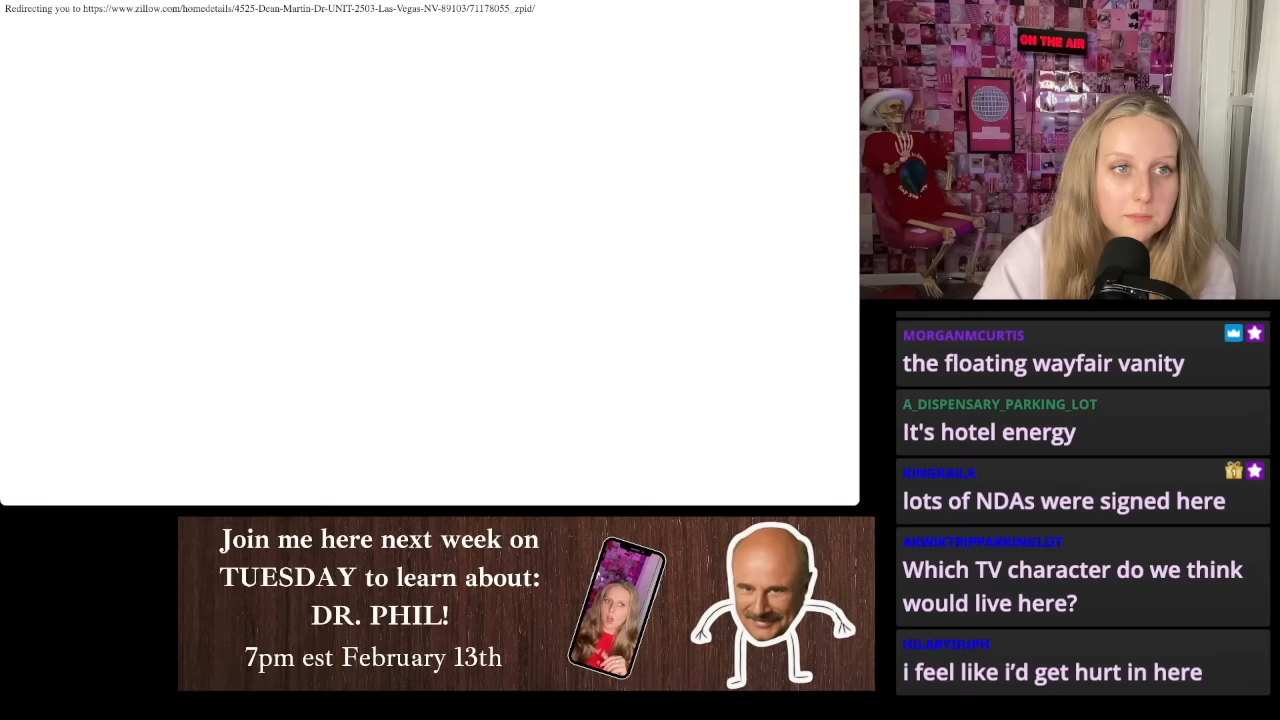 Redirecting you to https://www.zillow.com/homedetails/4525-Dean-Martin-Dr-UNIT-2503-Las-Vegas-NV-89103/71178055_zpid/
ON THE AIR
MORGANMCURTIS
the floating wayfair vanity
A_DISPENSARY_PARKING_LOT
It's hotel energy
KINGKAILA
lots of NDAs were signed here
AKWIKTRIPPARKINGLOT
Which TV character do we think
would live here?
HILARYDUPH
i feel like i'd get hurt in here
Join me here next week on
TUESDAY to learn about:
DR. PHIL!
7pm est February 13th